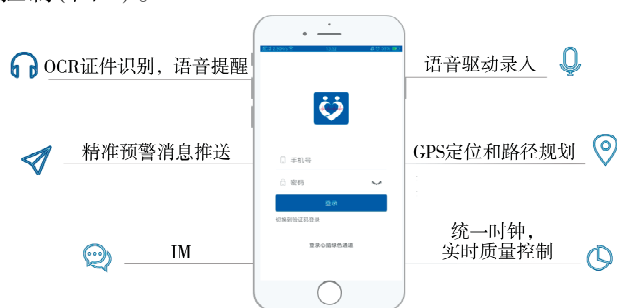 OCR证件识别，语音提醒
语音驱动录入
手机号
精准预警消息推送
GPS定位和路径规划
密码
登录
IM
统一时钟，
实时质量控制